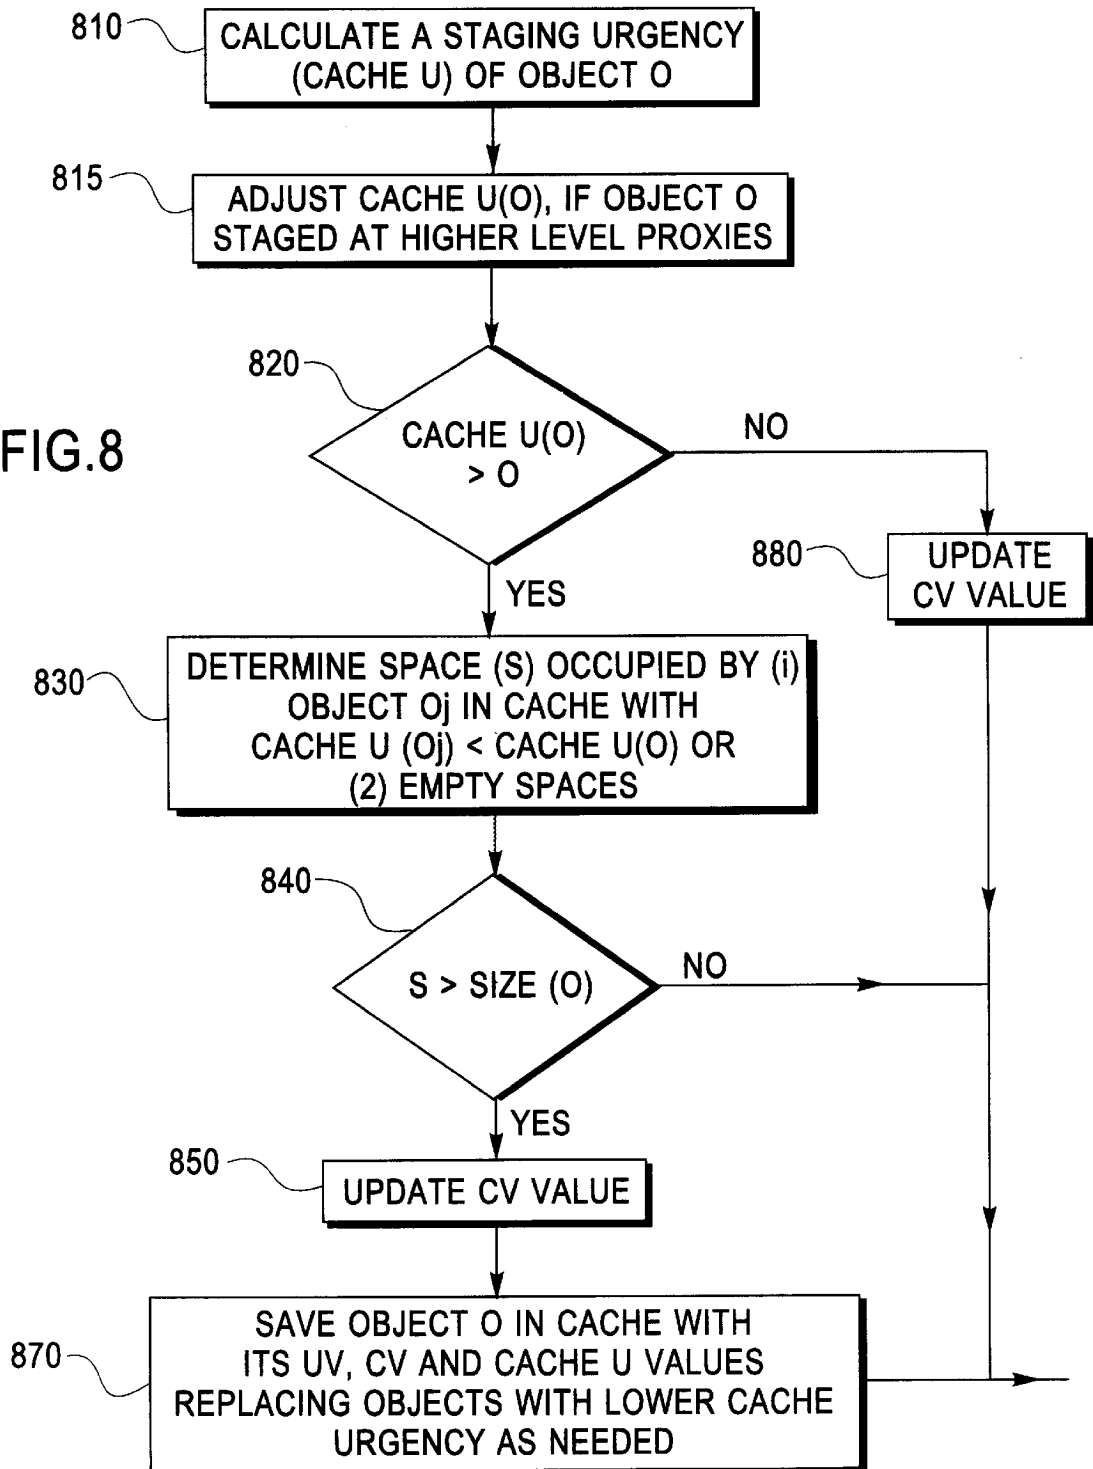 810
CALCULATE A STAGING URGENCY
(CACHE U) OF OBJECT O
815
ADJUST CACHE U(O), IF OBJECT O
STAGED AT HIGHER LEVEL PROXIES
820
CACHE U(O)
> O
NO
FIG.8
880
UPDATE
CV VALUE
YES
830
DETERMINE SPACE (S) OCCUPIED BY (i)
OBJECT Oj IN CACHE WITH
CACHE U (Oj) < CACHE U(O) OR
(2) EMPTY SPACES
840
S > SIZE (O)
NO
YES
850
UPDATE CV VALUE
870
SAVE OBJECT O IN CACHE WITH
ITS UV, CV AND CACHE U VALUES
REPLACING OBJECTS WITH LOWER CACHE
URGENCY AS NEEDED